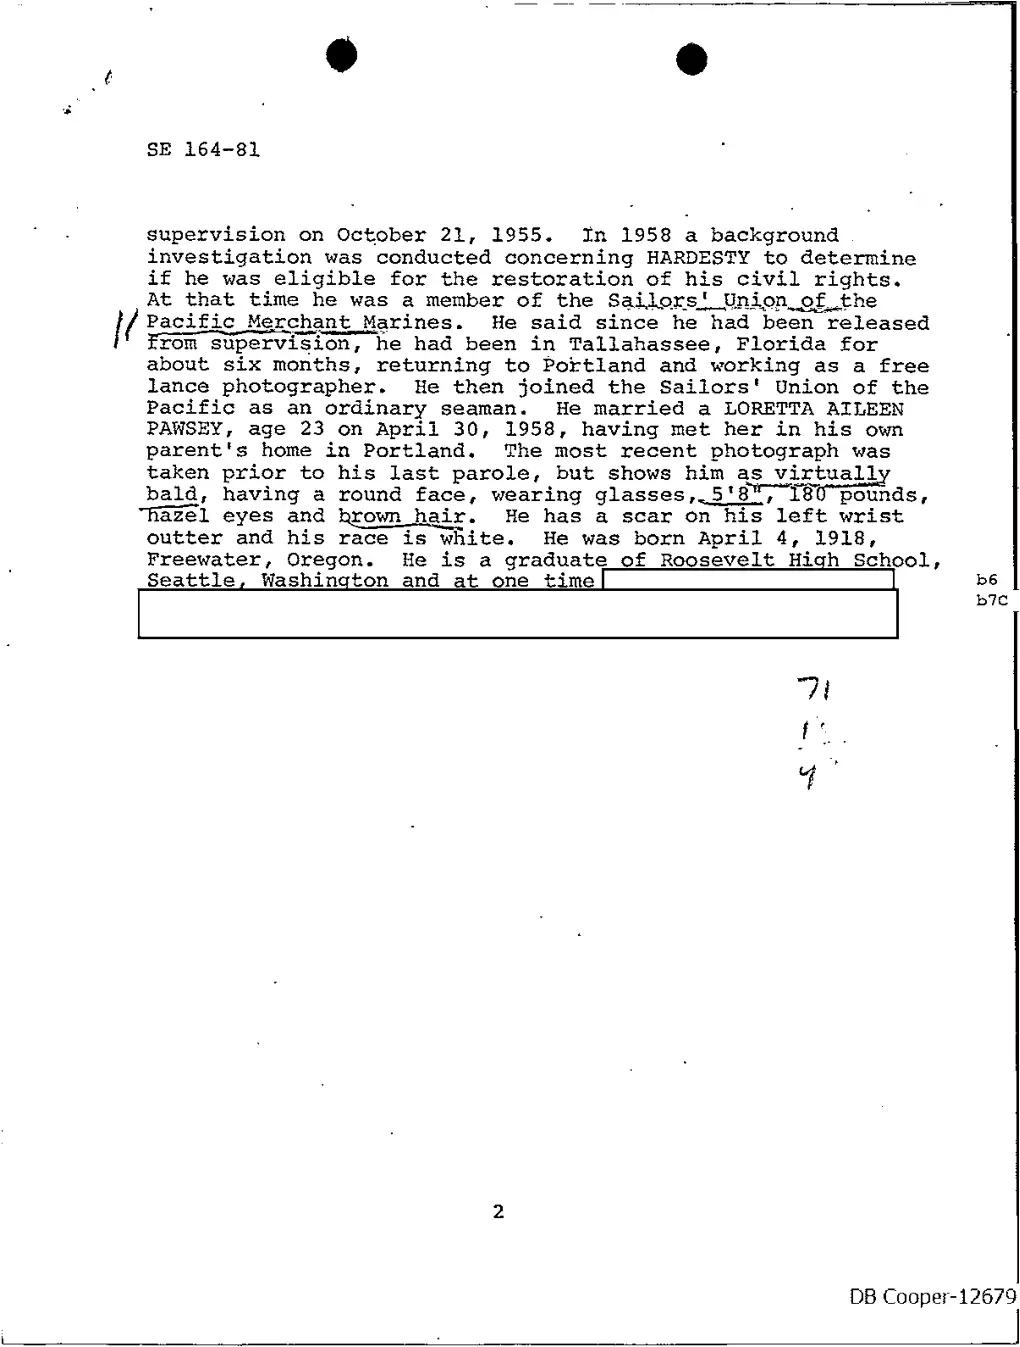 SE 164-81
supervision on October 21, 1955. In 1958 a background
investigation was conducted concerning HARDESTY to determine
if he was eligible for the restoration of his civil rights.
At that time he was a member of the Sailors' Union of the
Pacific Merchant Marines. He said since he had been released
from supervision, he had been in Tallahassee, Florida for
about six months, returning to Portland and working as a free
lance photographer. He then joined the Sailors' Union of the
Pacific as an ordinary seaman. He married a LORETTA AILEEN
PAWSEY, age 23 on April 30, 1958, having met her in his own
parent's home in Portland. The most recent photograph was
taken prior to his last parole, but shows him as virtually
bald, having a round face, wearing glasses, 5'8", 180 pounds,
hazel eyes and brown hair. He has a scar on his left wrist
outter and his race is white. He was born April 4, 1918,
Freewater, Oregon. He is a graduate of Roosevelt High School,
Seattle, Washington and at one time
b6
b7C
71
4
2
DB Cooper-12679